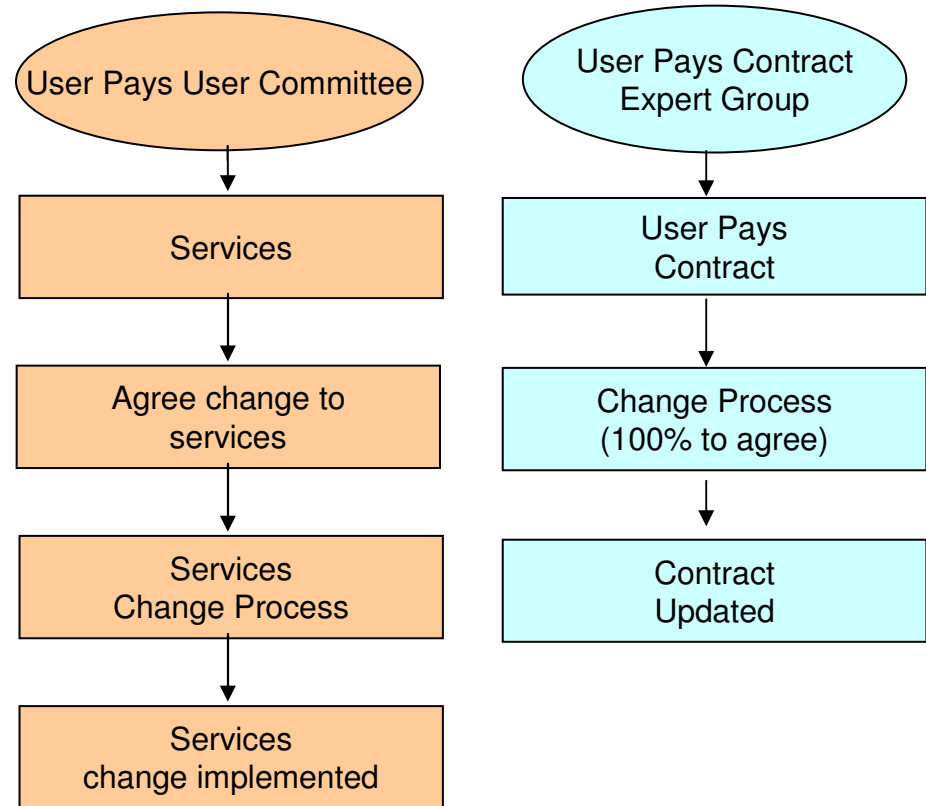 User Pays User Committee
Services
Agree change to
services
Services
Change Process
Services
change implemented
User Pays Contract
Expert Group
User Pays
Contract
Change Process
(100% to agree)
Contract
Updated